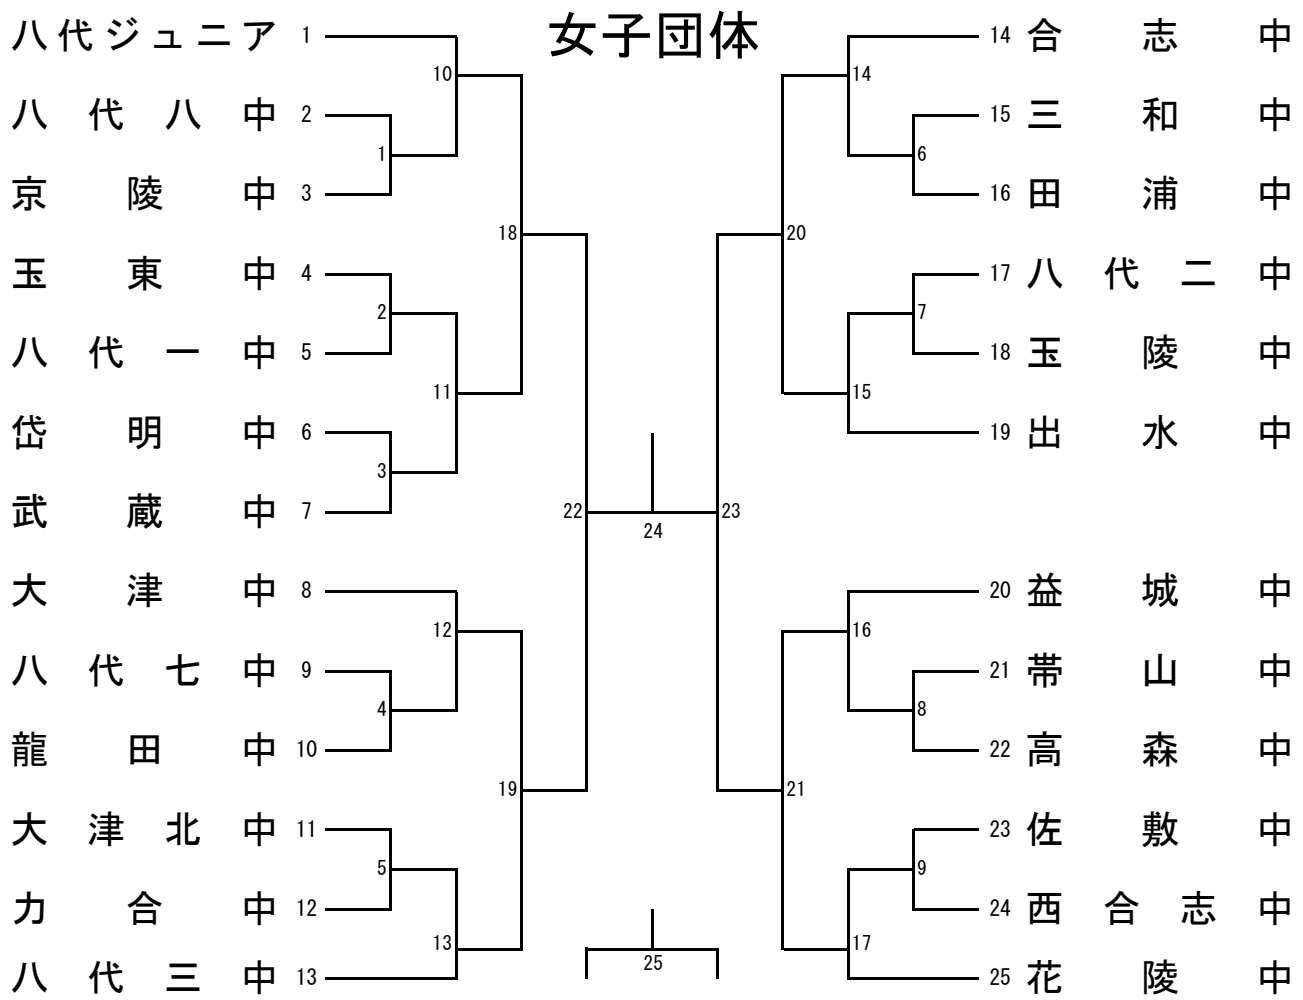 女子団体
八代ジュニア 1
八代八中 2
京陵中 3
玉東中 4
八代一中 5
岱明中 6
武蔵中 7
大津中 8
八代七中 9
龍田中 10
大津北中 11
力合中 12
八代三中 13
10
1
18
2
11
3
22
12
4
19
5
13
24
25
14
6
20
7
15
23
16
8
21
9
17
14 合志中
15 三和中
16 田浦中
17 八代二中
18 玉陵中
19 出水中
20 益城中
21 帯山中
22 高森中
23 佐敷中
24 西合志中
25 花陵中